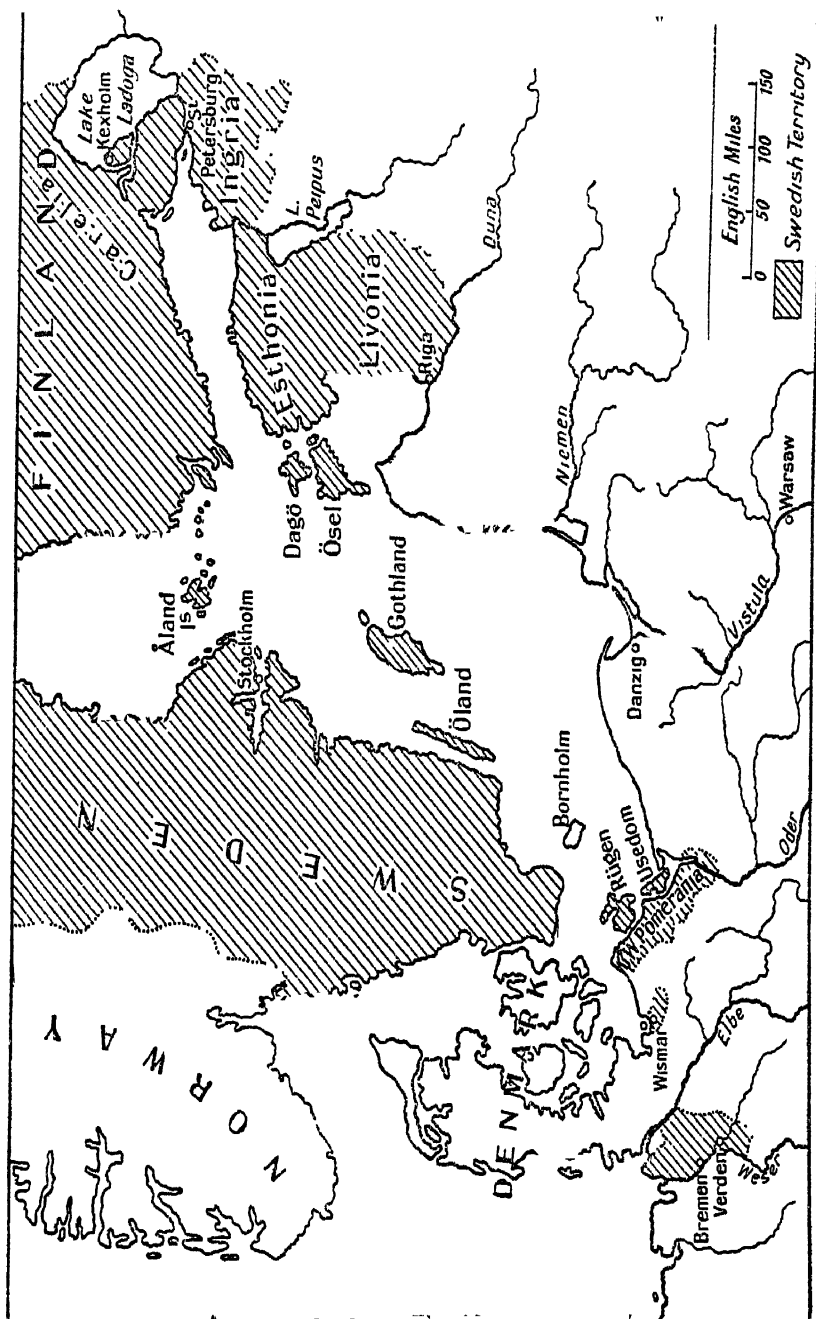 NORWAY
SWEDEN
FINLAND
Carelia
Lake
Kexholm
Ladoga
St.
Petersburg
Ingria
Åland
Is
Stockholm
Esthonia
L.
Peipus
Dagö
Ösel
Livonia
Gothland
Öland
Riga
Duna
DENMARK
Bornholm
Rügen
Usedom
W Pomerania
Wismar
Bremen
Verden
Weser
Elbe
Oder
Danzig
Vistula
Warsaw
Niemen
English Miles
0 50 100 150
Swedish Territory